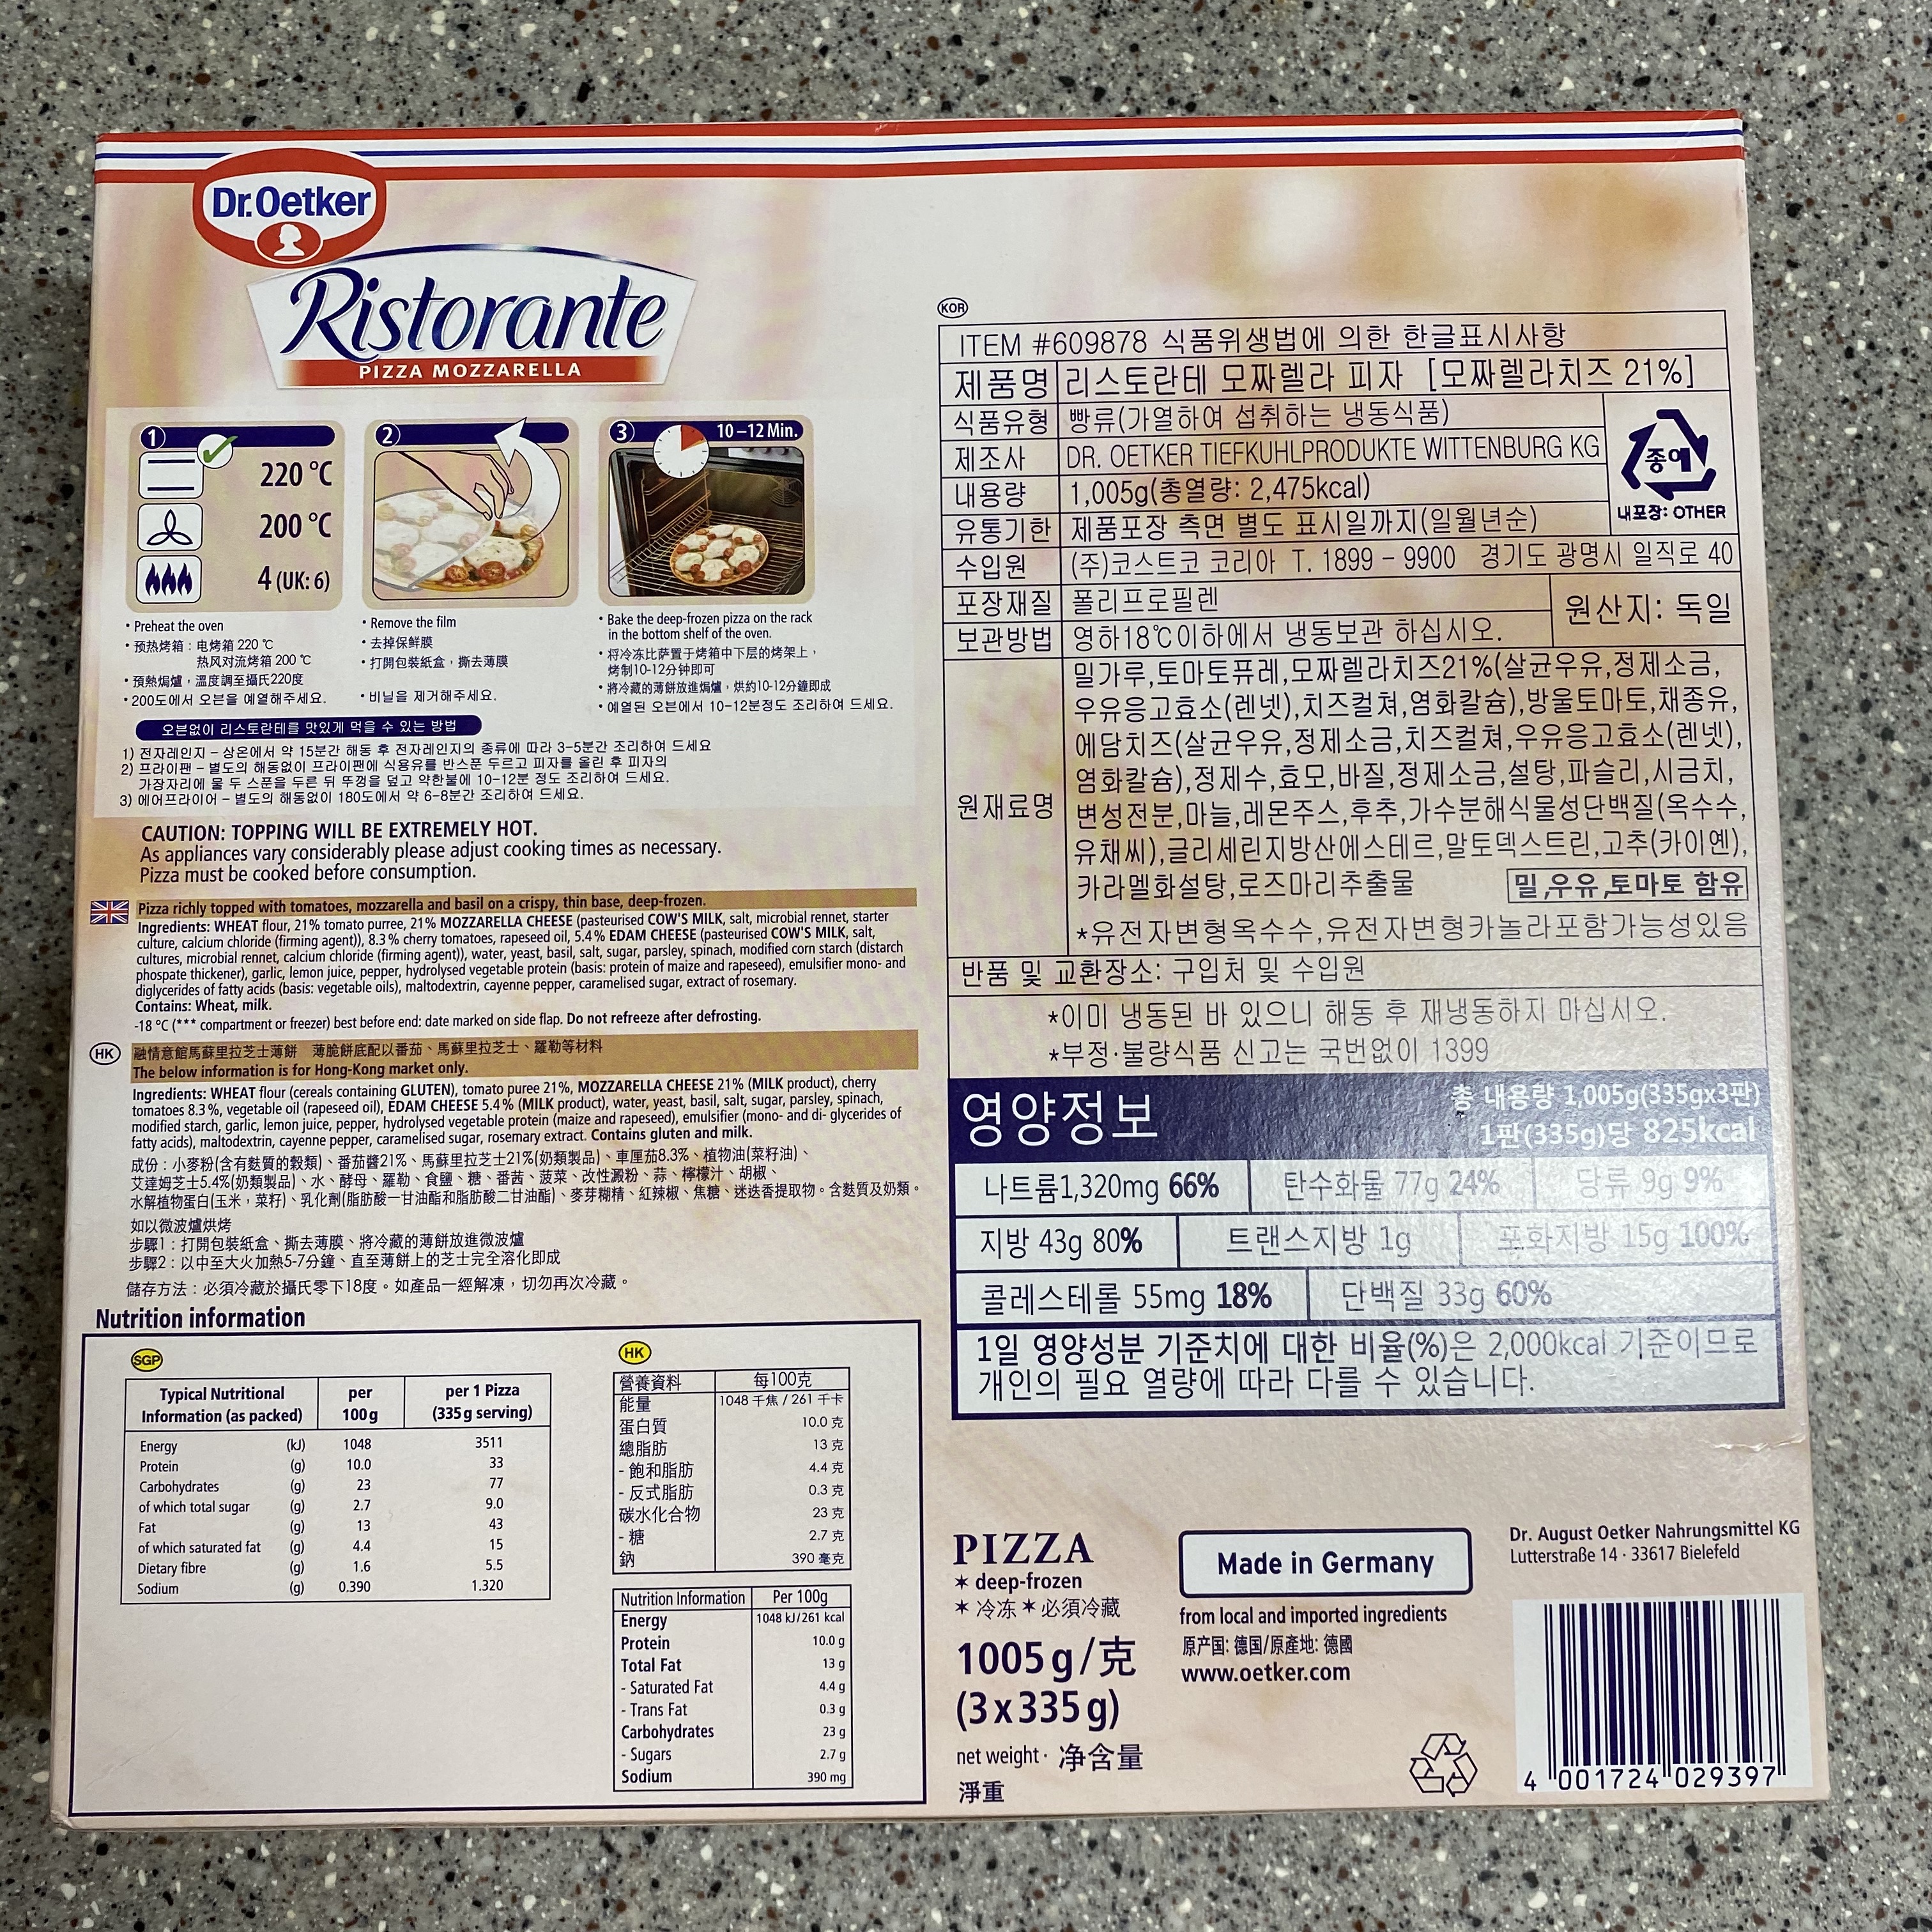 Dr.Oetker
Ristorante
PIZZA MOZZARELLA
1
220 °C
200 °C
4 (UK: 6)
• Preheat the oven
• 预热烤箱：电烤箱 220 ℃
热风对流烤箱 200 ℃
• 預熱焗爐，溫度調至攝氏220度
• 200도에서 오븐을 예열해주세요.
2
• Remove the film
• 去掉保鲜膜
• 打開包裝紙盒，撕去薄膜
• 비닐을 제거해주세요.
3 10–12 Min.
• Bake the deep-frozen pizza on the rack
in the bottom shelf of the oven.
• 将冷冻比萨置于烤箱中下层的烤架上，
烤制10-12分钟即可
• 將冷藏的薄餅放進焗爐，烘約10-12分鐘即成
• 예열된 오븐에서 10-12분정도 조리하여 드세요.
오븐없이 리스토란테를 맛있게 먹을 수 있는 방법
1) 전자레인지 – 상온에서 약 15분간 해동 후 전자레인지의 종류에 따라 3-5분간 조리하여 드세요
2) 프라이팬 – 별도의 해동없이 프라이팬에 식용유를 반스푼 두르고 피자를 올린 후 피자의
가장자리에 물 두 스푼을 두른 뒤 뚜껑을 덮고 약한불에 10-12분 정도 조리하여 드세요.
3) 에어프라이어 – 별도의 해동없이 180도에서 약 6-8분간 조리하여 드세요.
CAUTION: TOPPING WILL BE EXTREMELY HOT.
As appliances vary considerably please adjust cooking times as necessary.
Pizza must be cooked before consumption.
Pizza richly topped with tomatoes, mozzarella and basil on a crispy, thin base, deep-frozen.
Ingredients: WHEAT flour, 21% tomato purree, 21% MOZZARELLA CHEESE (pasteurised COW'S MILK, salt, microbial rennet, starter
culture, calcium chloride (firming agent)), 8.3% cherry tomatoes, rapeseed oil, 5.4% EDAM CHEESE (pasteurised COW'S MILK, salt,
cultures, microbial rennet, calcium chloride (firming agent)), water, yeast, basil, salt, sugar, parsley, spinach, modified corn starch (distarch
phospate thickener), garlic, lemon juice, pepper, hydrolysed vegetable protein (basis: protein of maize and rapeseed), emulsifier mono- and
diglycerides of fatty acids (basis: vegetable oils), maltodextrin, cayenne pepper, caramelised sugar, extract of rosemary.
Contains: Wheat, milk.
-18 °C (*** compartment or freezer) best before end: date marked on side flap. Do not refreeze after defrosting.
HK
融情意館馬蘇里拉芝士薄餅 薄脆餅底配以番茄、馬蘇里拉芝士、羅勒等材料
The below information is for Hong-Kong market only.
Ingredients: WHEAT flour (cereals containing GLUTEN), tomato puree 21%, MOZZARELLA CHEESE 21% (MILK product), cherry
tomatoes 8.3%, vegetable oil (rapeseed oil), EDAM CHEESE 5.4% (MILK product), water, yeast, basil, salt, sugar, parsley, spinach,
modified starch, garlic, lemon juice, pepper, hydrolysed vegetable protein (maize and rapeseed), emulsifier (mono- and di- glycerides of
fatty acids), maltodextrin, cayenne pepper, caramelised sugar, rosemary extract. Contains gluten and milk.
成份：小麥粉(含有麩質的穀類)、番茄醬21%、馬蘇里拉芝士21%(奶類製品)、車厘茄8.3%、植物油(菜籽油)、
艾達姆芝士5.4%(奶類製品)、水、酵母、羅勒、食鹽、糖、番茜、菠菜、改性澱粉、蒜、檸檬汁、胡椒、
水解植物蛋白(玉米，菜籽)、乳化劑(脂肪酸一甘油酯和脂肪酸二甘油酯)、麥芽糊精、紅辣椒、焦糖、迷迭香提取物。含麩質及奶類。
如以微波爐烘烤
步驟1：打開包裝紙盒、撕去薄膜、將冷藏的薄餅放進微波爐
步驟2：以中至大火加熱5-7分鐘、直至薄餅上的芝士完全溶化即成
儲存方法：必須冷藏於攝氏零下18度。如產品一經解凍，切勿再次冷藏。
Nutrition information
SGP
Typical Nutritional Information (as packed) per 100 g per 1 Pizza (335 g serving)
Energy (kJ) 1048 3511
Protein (g) 10.0 33
Carbohydrates (g) 23 77
of which total sugar (g) 2.7 9.0
Fat (g) 13 43
of which saturated fat (g) 4.4 15
Dietary fibre (g) 1.6 5.5
Sodium (g) 0.390 1.320
HK
營養資料 每100克
能量 1048 千焦 / 261 千卡
蛋白質 10.0 克
總脂肪 13 克
- 飽和脂肪 4.4 克
- 反式脂肪 0.3 克
碳水化合物 23 克
- 糖 2.7 克
鈉 390 毫克
Nutrition Information Per 100g
Energy 1048 kJ/261 kcal
Protein 10.0 g
Total Fat 13 g
- Saturated Fat 4.4 g
- Trans Fat 0.3 g
Carbohydrates 23 g
- Sugars 2.7 g
Sodium 390 mg
KOR
ITEM #609878 식품위생법에 의한 한글표시사항
제품명 리스토란테 모짜렐라 피자 [모짜렐라치즈 21%]
식품유형 빵류(가열하여 섭취하는 냉동식품)
제조사 DR. OETKER TIEFKUHLPRODUKTE WITTENBURG KG
내용량 1,005g(총열량: 2,475kcal)
유통기한 제품포장 측면 별도 표시일까지(일월년순)
종이
내포장: OTHER
수입원 (주)코스트코 코리아 T. 1899 - 9900 경기도 광명시 일직로 40
포장재질 폴리프로필렌
보관방법 영하18℃이하에서 냉동보관 하십시오.
원산지: 독일
원재료명
밀가루,토마토퓨레,모짜렐라치즈21%(살균우유,정제소금,
우유응고효소(렌넷),치즈컬쳐,염화칼슘),방울토마토,채종유,
에담치즈(살균우유,정제소금,치즈컬쳐,우유응고효소(렌넷),
염화칼슘),정제수,효모,바질,정제소금,설탕,파슬리,시금치,
변성전분,마늘,레몬주스,후추,가수분해식물성단백질(옥수수,
유채씨),글리세린지방산에스테르,말토덱스트린,고추(카이옌),
카라멜화설탕,로즈마리추출물 밀,우유,토마토 함유
*유전자변형옥수수,유전자변형카놀라포함가능성있음
반품 및 교환장소: 구입처 및 수입원
*이미 냉동된 바 있으니 해동 후 재냉동하지 마십시오.
*부정·불량식품 신고는 국번없이 1399
영양정보
총 내용량 1,005g(335gx3판)
1판(335g)당 825kcal
나트륨1,320mg 66% 탄수화물 77g 24% 당류 9g 9%
지방 43g 80% 트랜스지방 1g 포화지방 15g 100%
콜레스테롤 55mg 18% 단백질 33g 60%
1일 영양성분 기준치에 대한 비율(%)은 2,000kcal 기준이므로
개인의 필요 열량에 따라 다를 수 있습니다.
PIZZA
✶ deep-frozen
✶ 冷冻 ✶ 必須冷藏
1005 g/克
(3 x 335 g)
net weight · 净含量
淨重
Made in Germany
from local and imported ingredients
原产国: 德国/原產地: 德國
www.oetker.com
Dr. August Oetker Nahrungsmittel KG
Lutterstraße 14 · 33617 Bielefeld
4 001724 029397